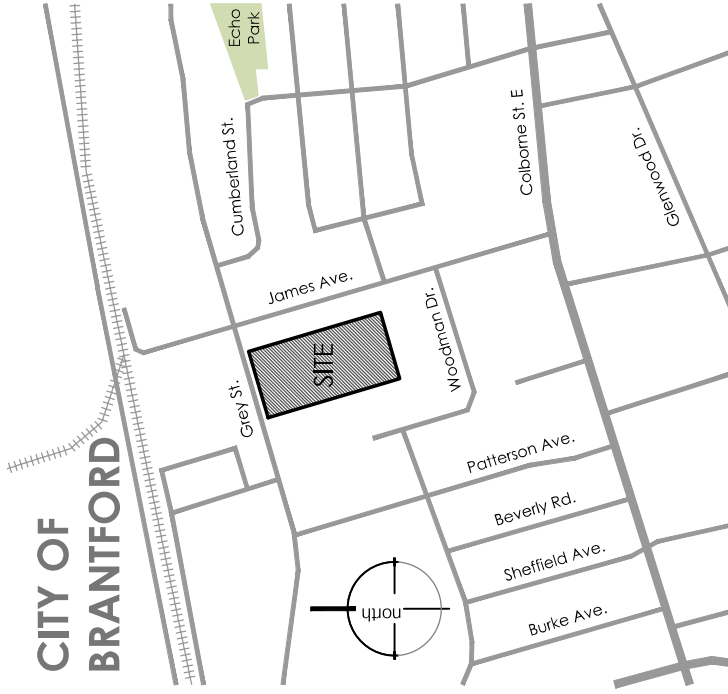 Echo
Park
Cumberland St.
Colborne St. E
Glenwood Dr.
James Ave.
Woodman Dr.
SITE
Grey St.
Patterson Ave.
Beverly Rd.
Sheffield Ave.
Burke Ave.
CITY OF
BRANTFORD
north